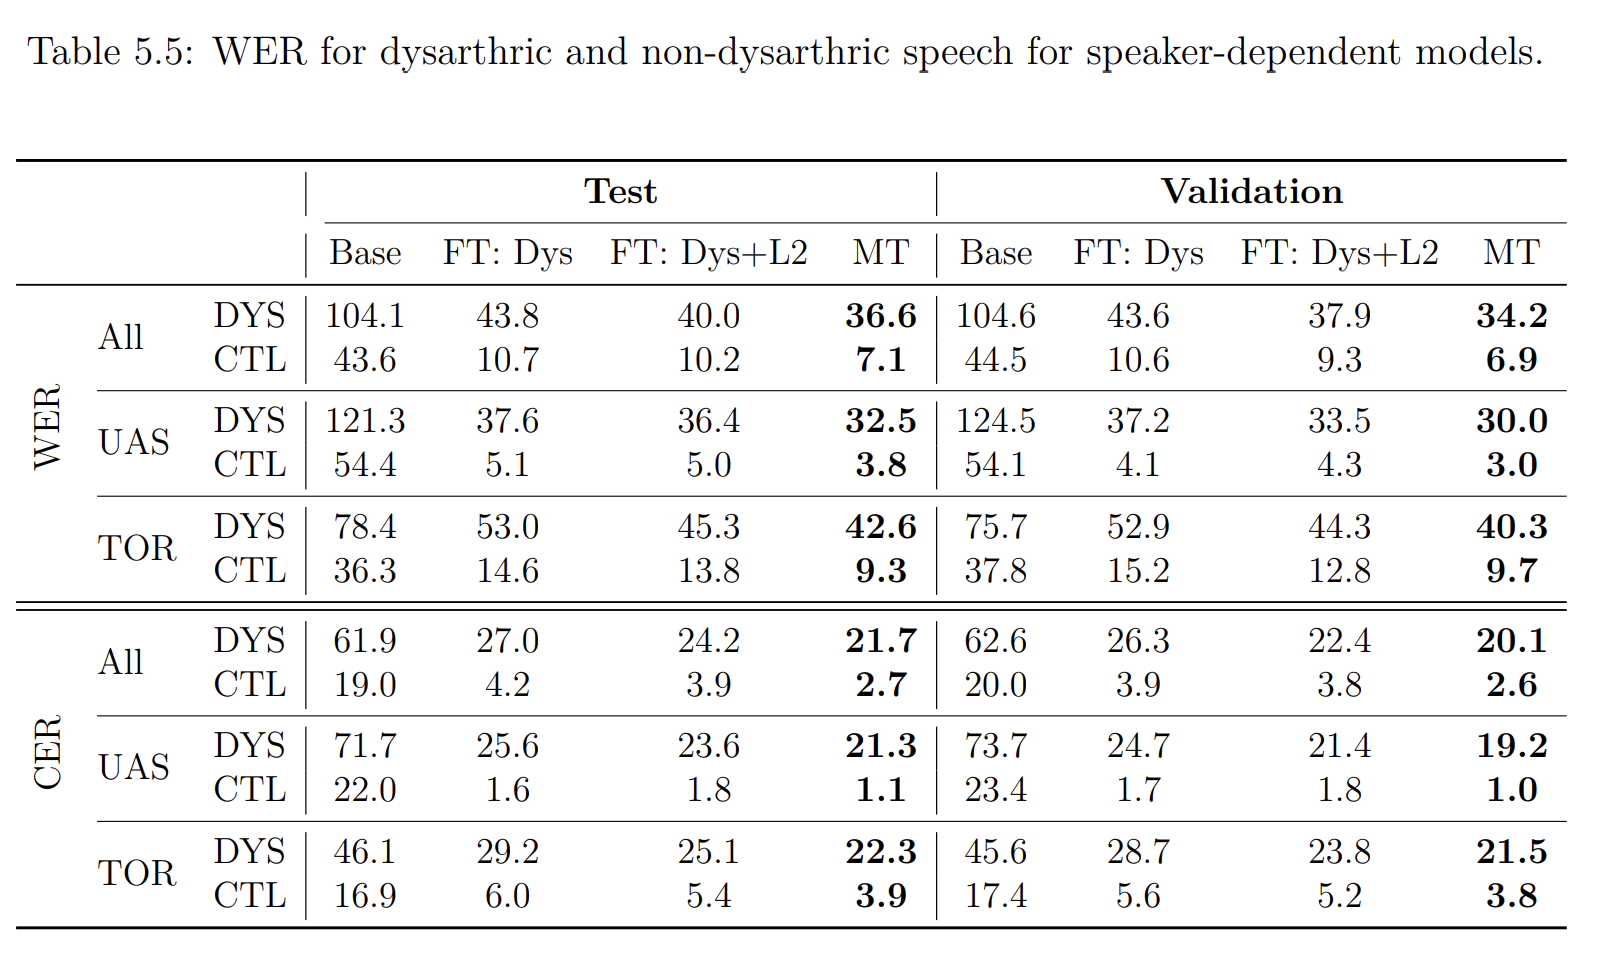 Table 5.5: WER for dysarthric and non-dysarthric speech for speaker-dependent models.
Test Validation
Base FT: Dys FT: Dys+L2 MT Base FT: Dys FT: Dys+L2 MT
WER
All
DYS 104.1 43.8 40.0 36.6 104.6 43.6 37.9 34.2
CTL 43.6 10.7 10.2 7.1 44.5 10.6 9.3 6.9
UAS
DYS 121.3 37.6 36.4 32.5 124.5 37.2 33.5 30.0
CTL 54.4 5.1 5.0 3.8 54.1 4.1 4.3 3.0
TOR
DYS 78.4 53.0 45.3 42.6 75.7 52.9 44.3 40.3
CTL 36.3 14.6 13.8 9.3 37.8 15.2 12.8 9.7
CER
All
DYS 61.9 27.0 24.2 21.7 62.6 26.3 22.4 20.1
CTL 19.0 4.2 3.9 2.7 20.0 3.9 3.8 2.6
UAS
DYS 71.7 25.6 23.6 21.3 73.7 24.7 21.4 19.2
CTL 22.0 1.6 1.8 1.1 23.4 1.7 1.8 1.0
TOR
DYS 46.1 29.2 25.1 22.3 45.6 28.7 23.8 21.5
CTL 16.9 6.0 5.4 3.9 17.4 5.6 5.2 3.8